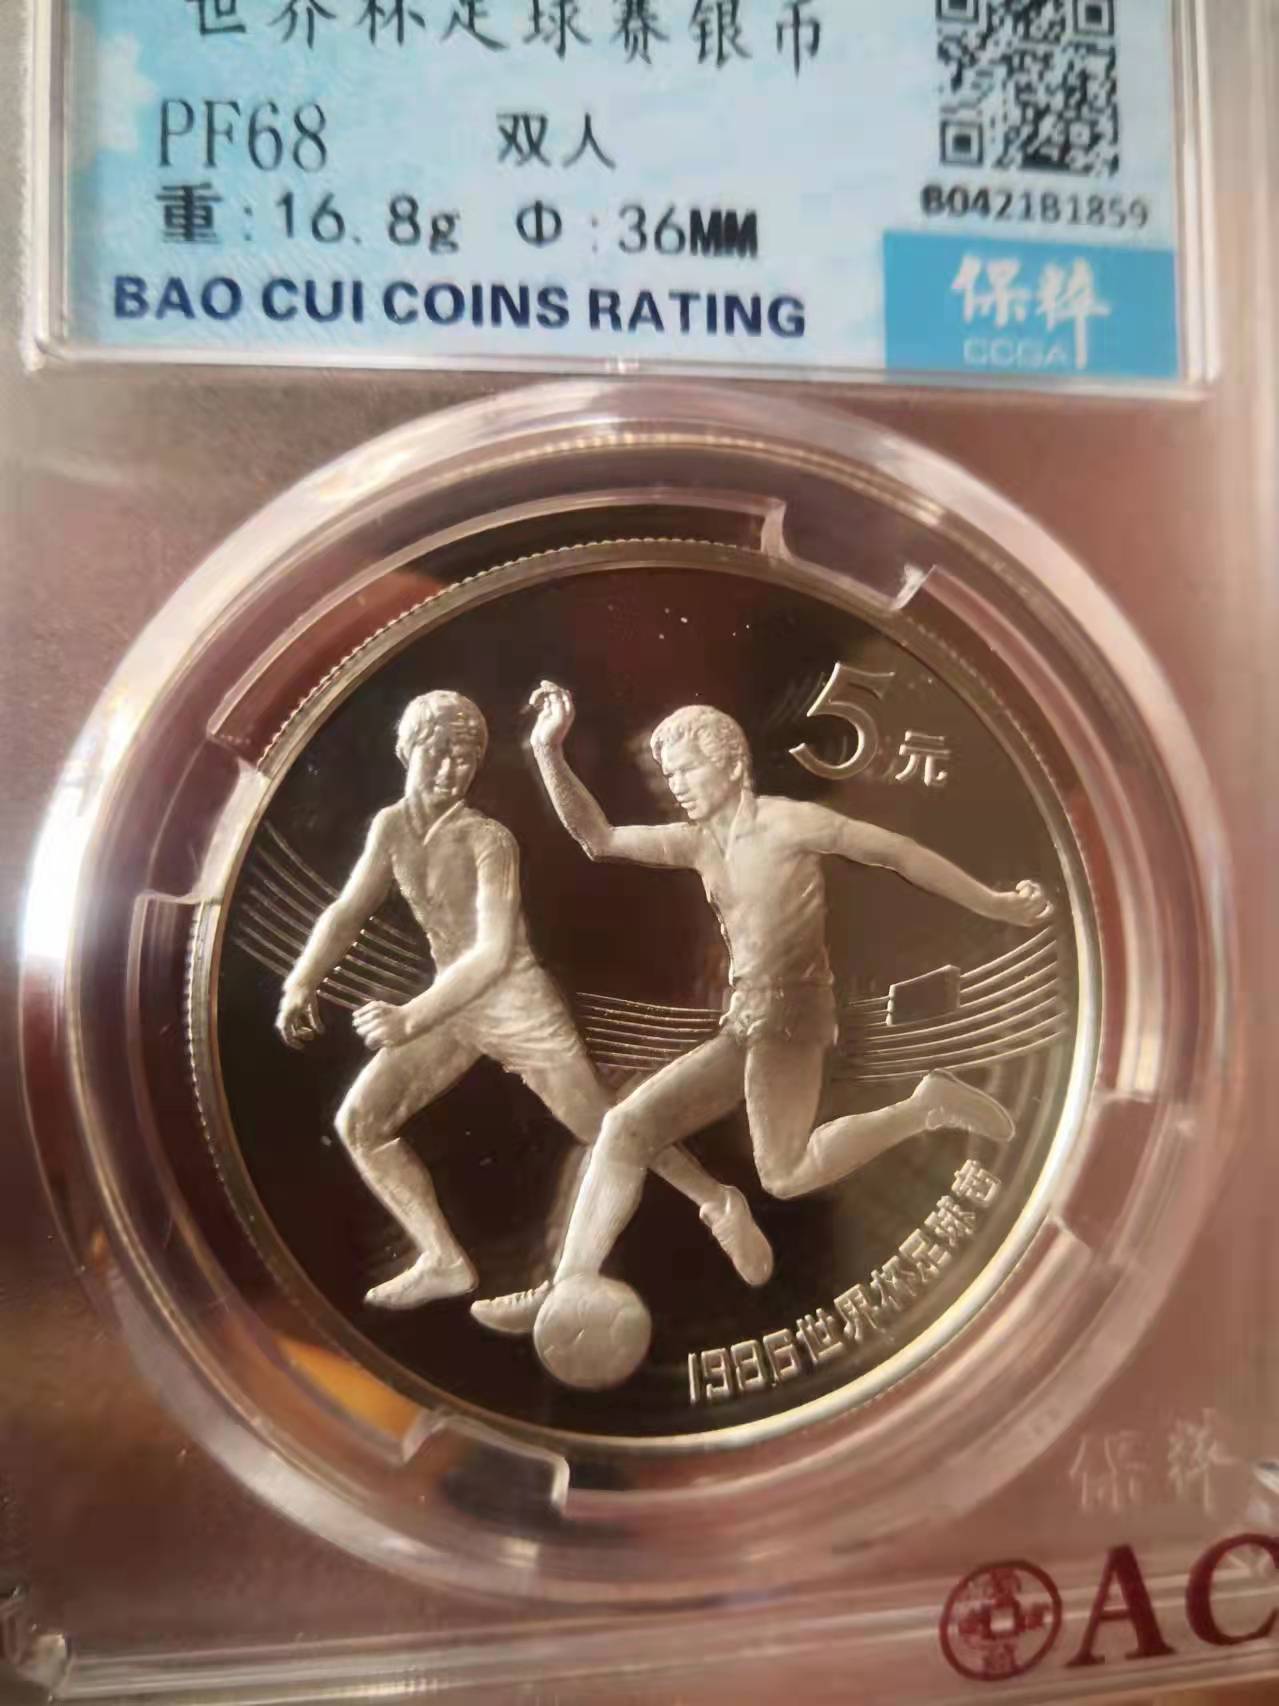 世界杯足球赛银币
PF68 双人
重:16.8g Φ:36MM
B042181859
BAO CUI COINS RATING
保粹
CCGA
5元
1986世界杯足球赛
保粹
AC